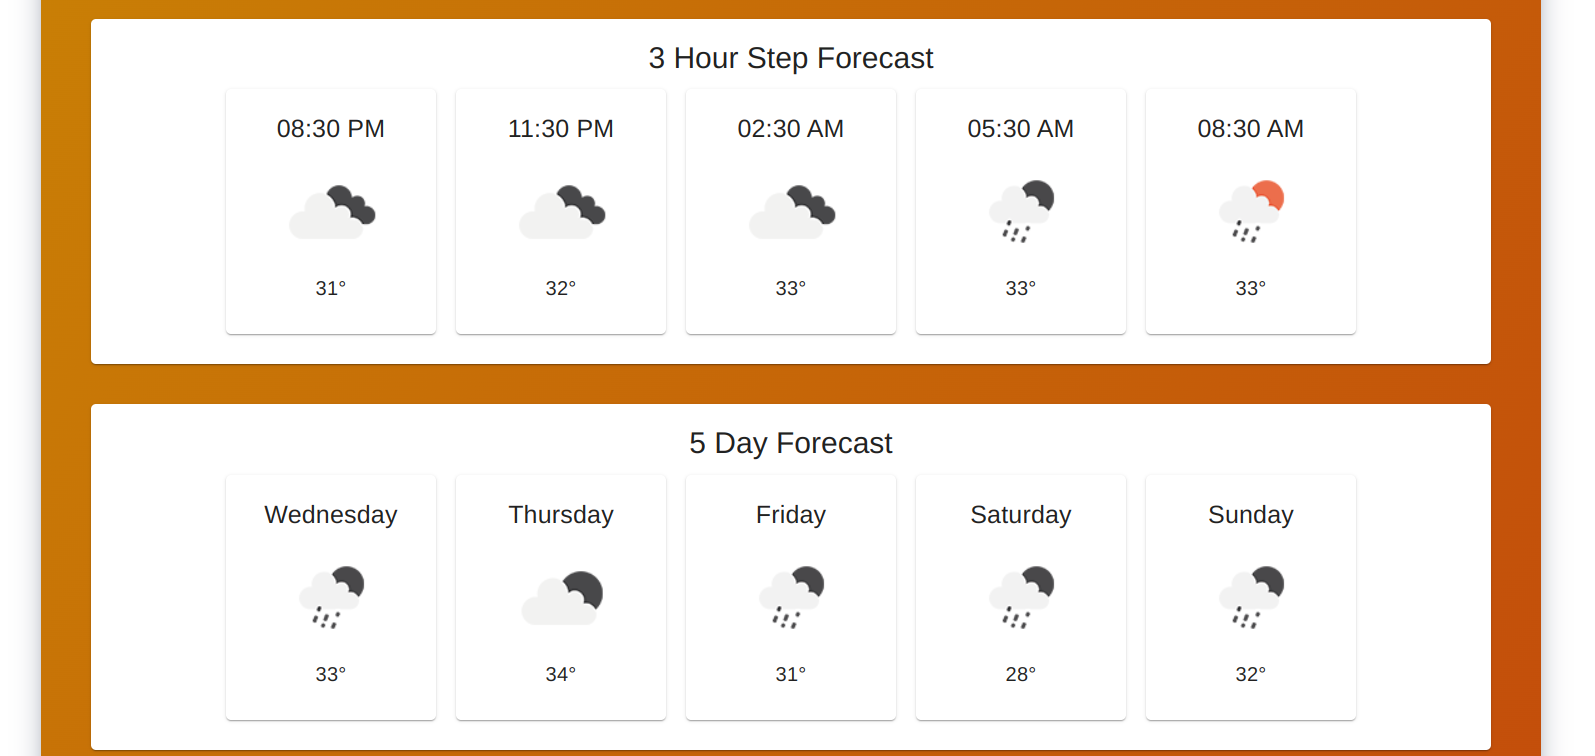 3 Hour Step Forecast
08:30 PM
11:30 PM
02:30 AM
05:30 AM
08:30 AM
31°
32°
33°
33°
33°
5 Day Forecast
Wednesday
Thursday
Friday
Saturday
Sunday
33°
34°
31°
28°
32°